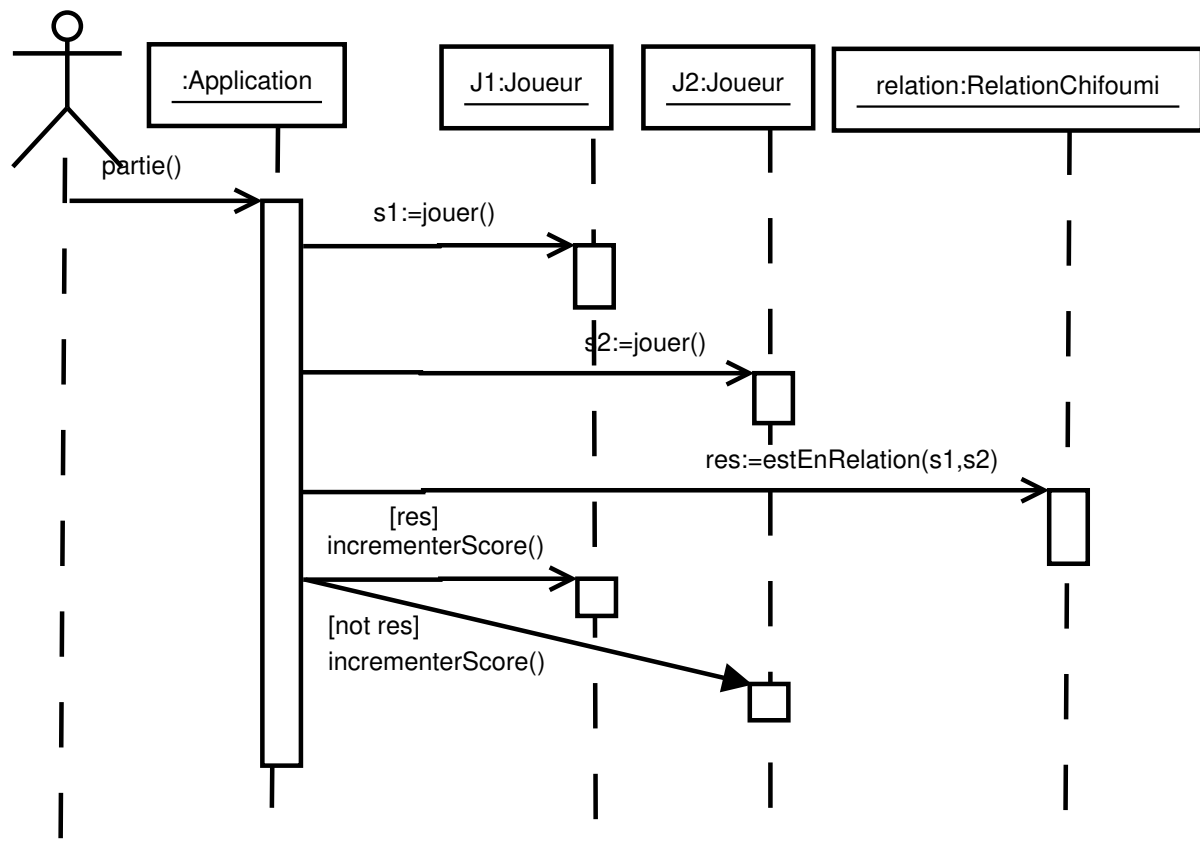 :Application
J1:Joueur
J2:Joueur
relation:RelationChifoumi
partie()
s1:=jouer()
s2:=jouer()
res:=estEnRelation(s1,s2)
[res]
incrementerScore()
[not res]
incrementerScore()